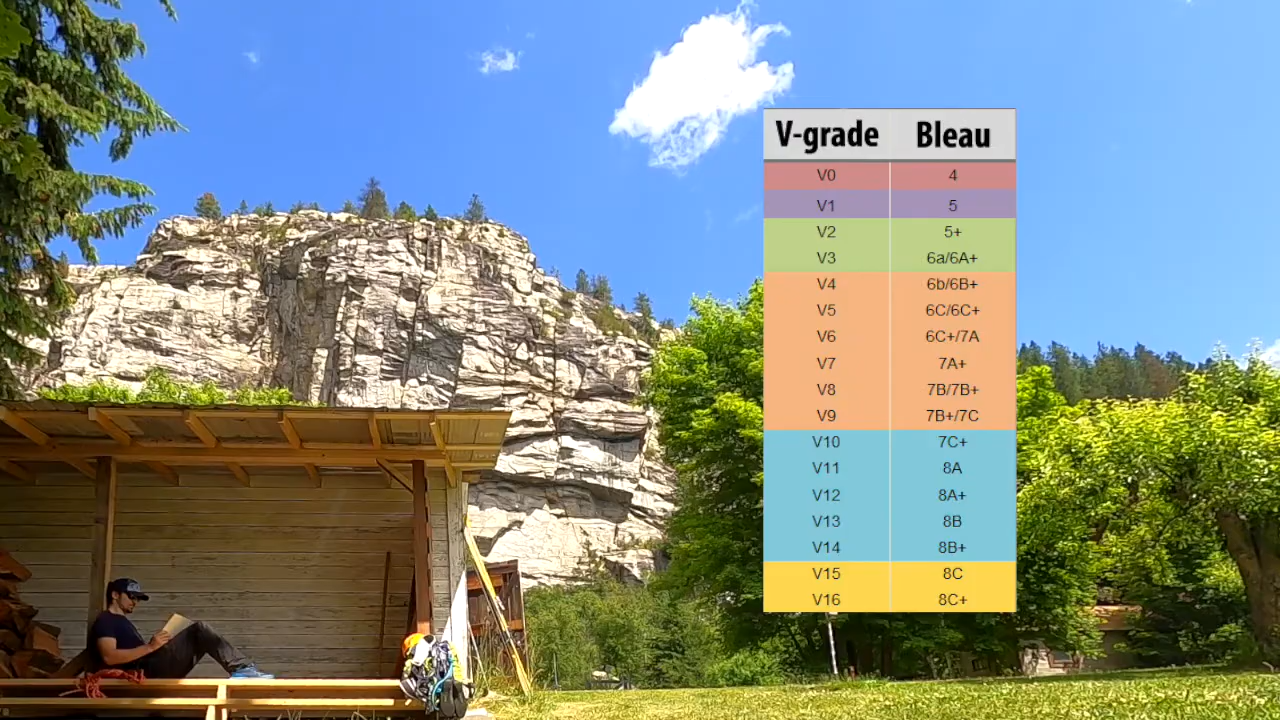 V-grade Bleau
V0 4
V1 5
V2 5+
V3 6a/6A+
V4 6b/6B+
V5 6C/6C+
V6 6C+/7A
V7 7A+
V8 7B/7B+
V9 7B+/7C
V10 7C+
V11 8A
V12 8A+
V13 8B
V14 8B+
V15 8C
V16 8C+